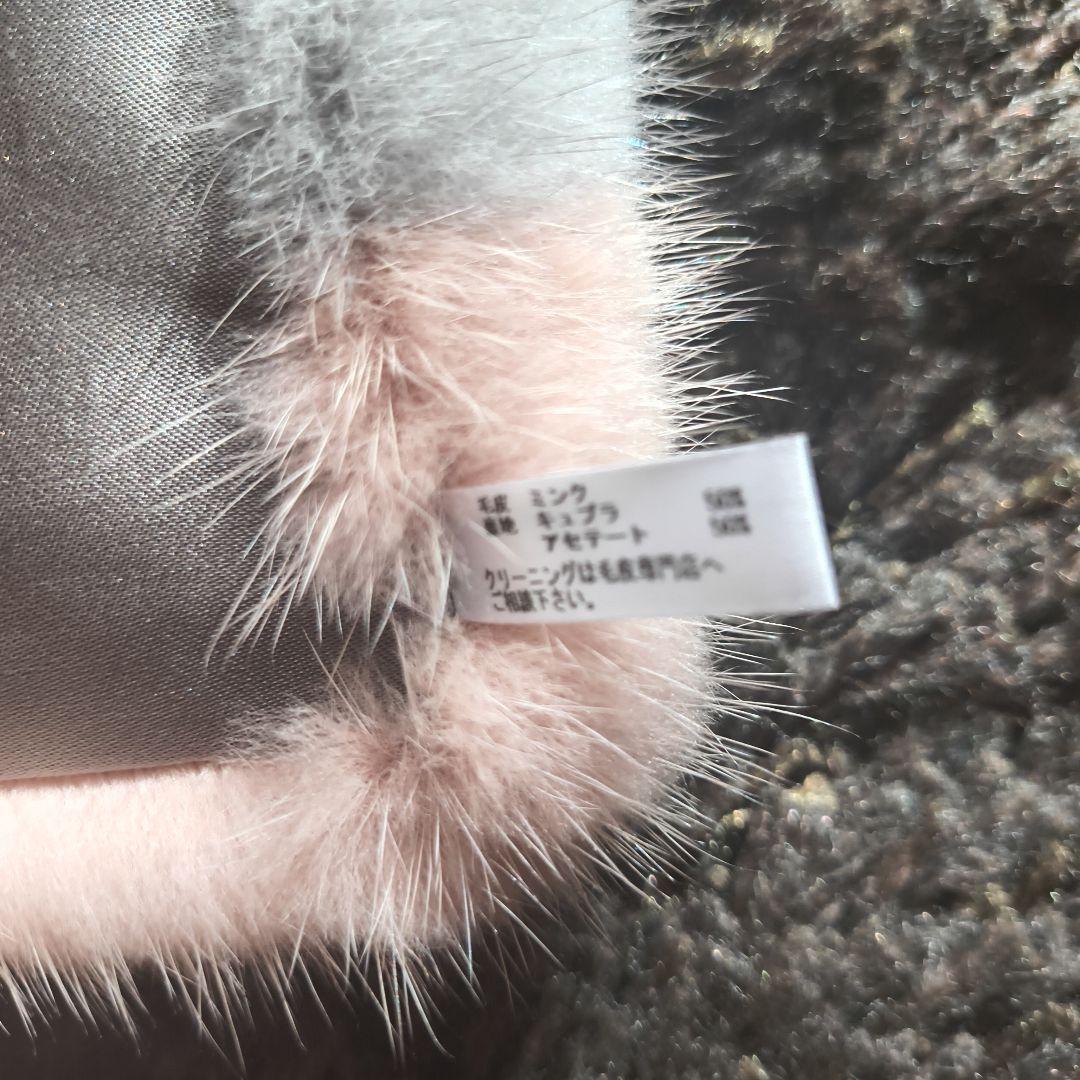 毛皮 ミンク
裏地 キュプラ 50%
アセテート 50%
クリーニングは毛皮専門店へ
ご相談下さい。